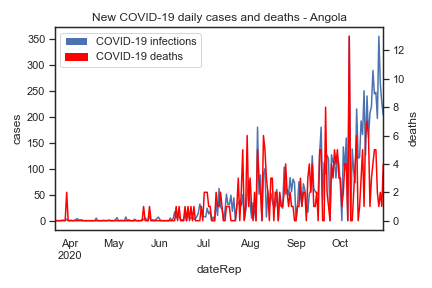 New COVID-19 daily cases and deaths - Angola
COVID-19 infections
COVID-19 deaths
350
300
250
200
150
100
50
0
cases
12
10
8
6
4
2
0
deaths
Apr May Jun Jul Aug Sep Oct
2020
dateRep